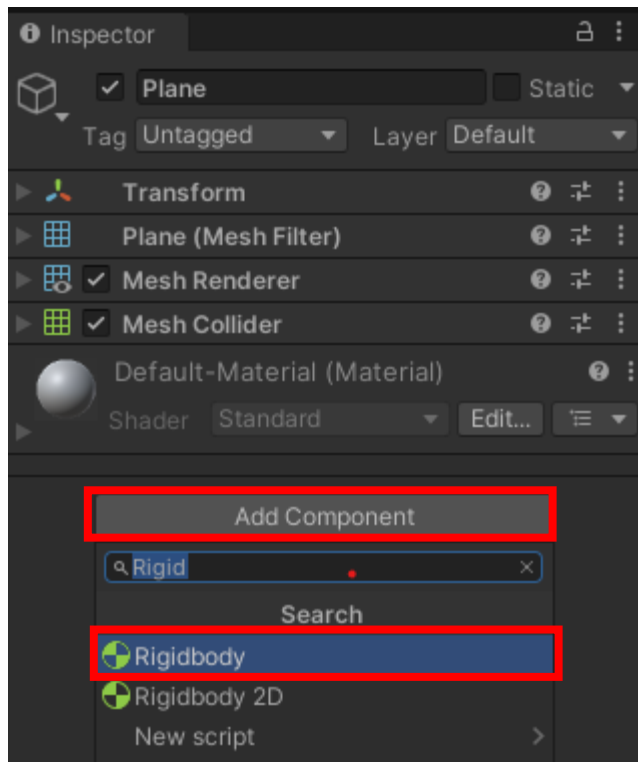 Inspector
Plane Static
Tag Untagged Layer Default
Transform
Plane (Mesh Filter)
Mesh Renderer
Mesh Collider
Default-Material (Material)
Shader Standard Edit...
Add Component
Rigid
Search
Rigidbody
Rigidbody 2D
New script